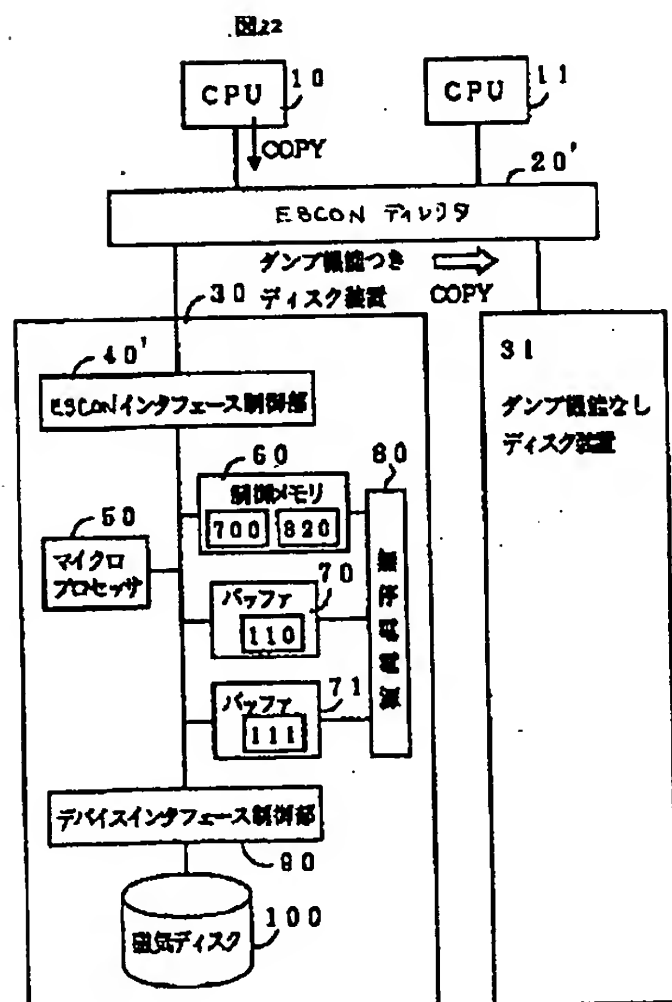 図22
10
CPU
11
CPU
COPY
20'
ESCON ディレクタ
ダンプ機能つき
30 ディスク装置
COPY
40'
ESCONインタフェース制御部
31
ダンプ機能なし
ディスク装置
60
制御メモリ
700 820
80
50
マイクロ
プロセッサ
70
バッファ
110
無停電電源
71
バッファ
111
デバイスインタフェース制御部
90
100
磁気ディスク